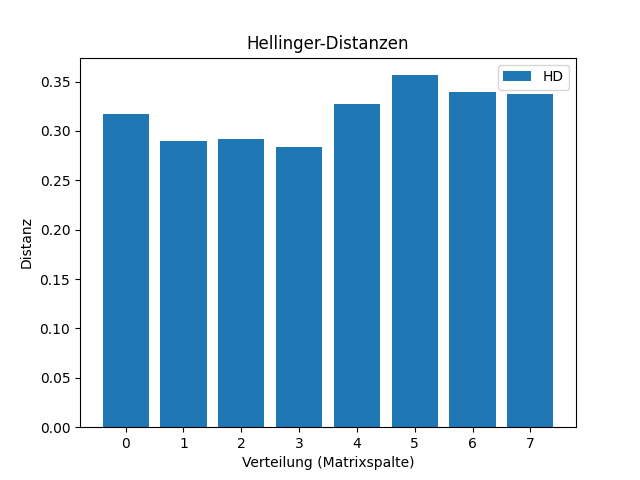 Hellinger-Distanzen
HD
Distanz
0.35
0.30
0.25
0.20
0.15
0.10
0.05
0.00
0 1 2 3 4 5 6 7
Verteilung (Matrixspalte)